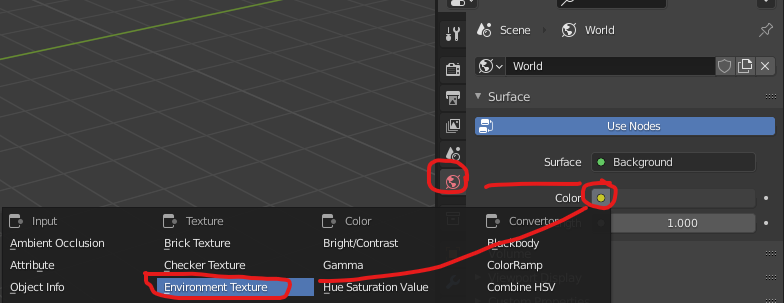 Scene > World
World
Surface
Use Nodes
Surface Background
Color
1.000
Input Texture Color Convertor
Ambient Occlusion Brick Texture Bright/Contrast Blackbody
Attribute Checker Texture Gamma ColorRamp
Object Info Environment Texture Hue Saturation Value Combine HSV